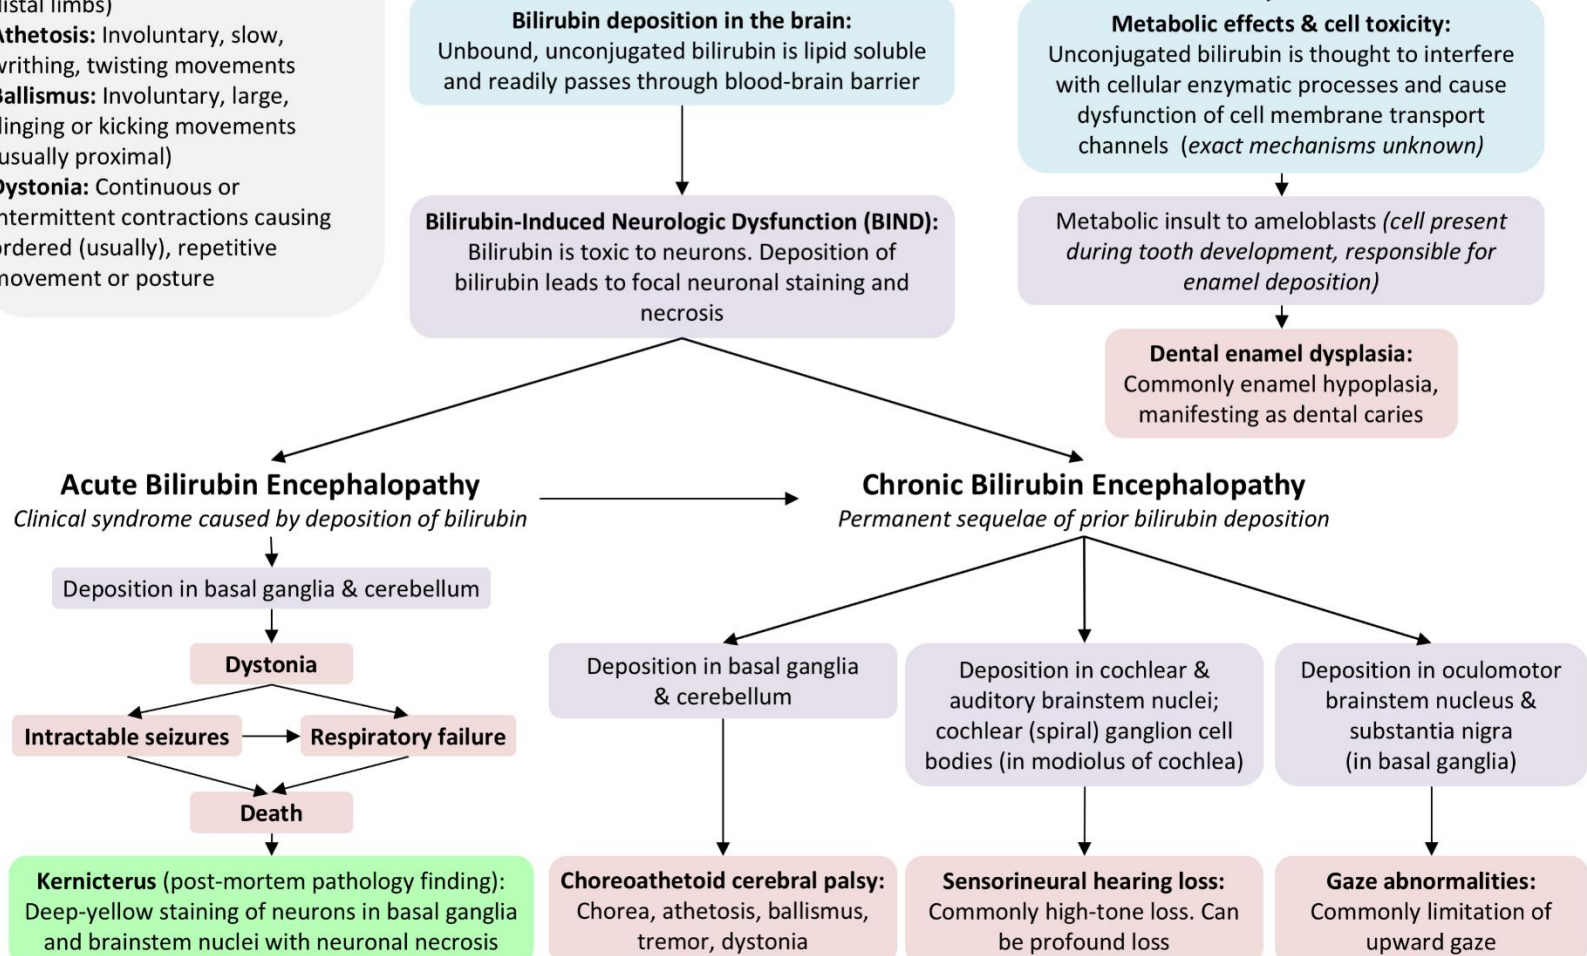 distal limbs)
Athetosis: Involuntary, slow,
writhing, twisting movements
Ballismus: Involuntary, large,
flinging or kicking movements
(usually proximal)
Dystonia: Continuous or
intermittent contractions causing
ordered (usually), repetitive
movement or posture
Bilirubin deposition in the brain:
Unbound, unconjugated bilirubin is lipid soluble
and readily passes through blood-brain barrier
Metabolic effects & cell toxicity:
Unconjugated bilirubin is thought to interfere
with cellular enzymatic processes and cause
dysfunction of cell membrane transport
channels (exact mechanisms unknown)
Bilirubin-Induced Neurologic Dysfunction (BIND):
Bilirubin is toxic to neurons. Deposition of
bilirubin leads to focal neuronal staining and
necrosis
Metabolic insult to ameloblasts (cell present
during tooth development, responsible for
enamel deposition)
Dental enamel dysplasia:
Commonly enamel hypoplasia,
manifesting as dental caries
Acute Bilirubin Encephalopathy
Clinical syndrome caused by deposition of bilirubin
Chronic Bilirubin Encephalopathy
Permanent sequelae of prior bilirubin deposition
Deposition in basal ganglia & cerebellum
Dystonia
Intractable seizures
Respiratory failure
Death
Kernicterus (post-mortem pathology finding):
Deep-yellow staining of neurons in basal ganglia
and brainstem nuclei with neuronal necrosis
Deposition in basal ganglia
& cerebellum
Choreoathetoid cerebral palsy:
Chorea, athetosis, ballismus,
tremor, dystonia
Deposition in cochlear &
auditory brainstem nuclei;
cochlear (spiral) ganglion cell
bodies (in modiolus of cochlea)
Sensorineural hearing loss:
Commonly high-tone loss. Can
be profound loss
Deposition in oculomotor
brainstem nucleus &
substantia nigra
(in basal ganglia)
Gaze abnormalities:
Commonly limitation of
upward gaze